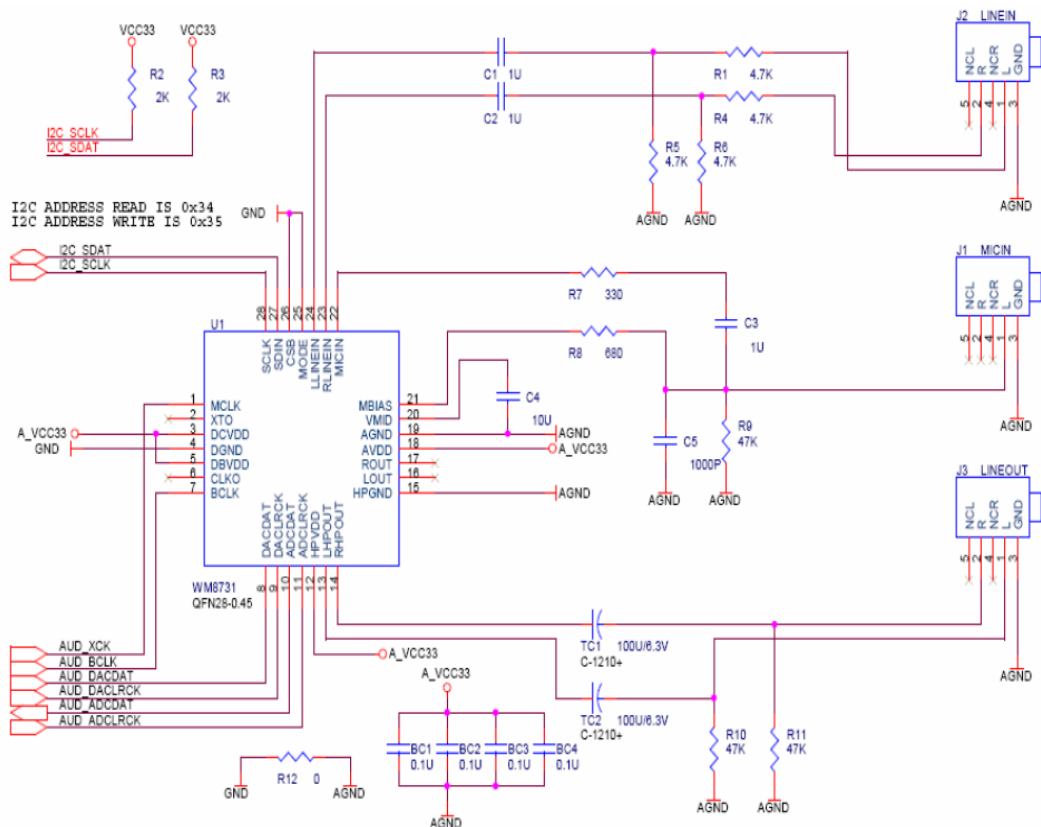 VCC33 VCC33
R2 2K
R3 2K
I2C_SCLK
I2C_SDAT
I2C ADDRESS READ IS 0x34
I2C ADDRESS WRITE IS 0x35
I2C_SDAT
I2C_SCLK
GND
C1 1U
C2 1U
R1 4.7K
R4 4.7K
R5 4.7K
R6 4.7K
AGND AGND
J2 LINEIN
NCL R NCR L GND
5 2 4 1 3
AGND
R7 330
R8 680
C3 1U
C4 10U
C5 1000P
R9 47K
AGND AGND
J1 MICIN
NCL R NCR L GND
5 2 4 1 3
AGND
U1
28 27 26 25 24 23 22
SCLK SDIN CSB MODE LLINEIN RLINEIN MICIN
1 MCLK
2 XTO
3 DCVDD
4 DGND
5 DBVDD
6 CLKO
7 BCLK
A_VCC33
GND
MBIAS 21
VMID 20
AGND 19
AVDD 18
ROUT 17
LOUT 16
HPGND 15
AGND
A_VCC33
AGND
DACDAT DACLRCK ADCDAT ADCLRCK HPVDD LHPOUT RHPOUT
8 9 10 11 12 13 14
WM8731
QFN28-0.45
J3 LINEOUT
NCL R NCR L GND
5 2 4 1 3
AGND
AUD_XCK
AUD_BCLK
AUD_DACDAT
AUD_DACLRCK
AUD_ADCDAT
AUD_ADCLRCK
A_VCC33
TC1 100U/6.3V
C-1210+
TC2 100U/6.3V
C-1210+
R10 47K
R11 47K
AGND AGND
A_VCC33
BC1 0.1U
BC2 0.1U
BC3 0.1U
BC4 0.1U
AGND
R12 0
GND AGND